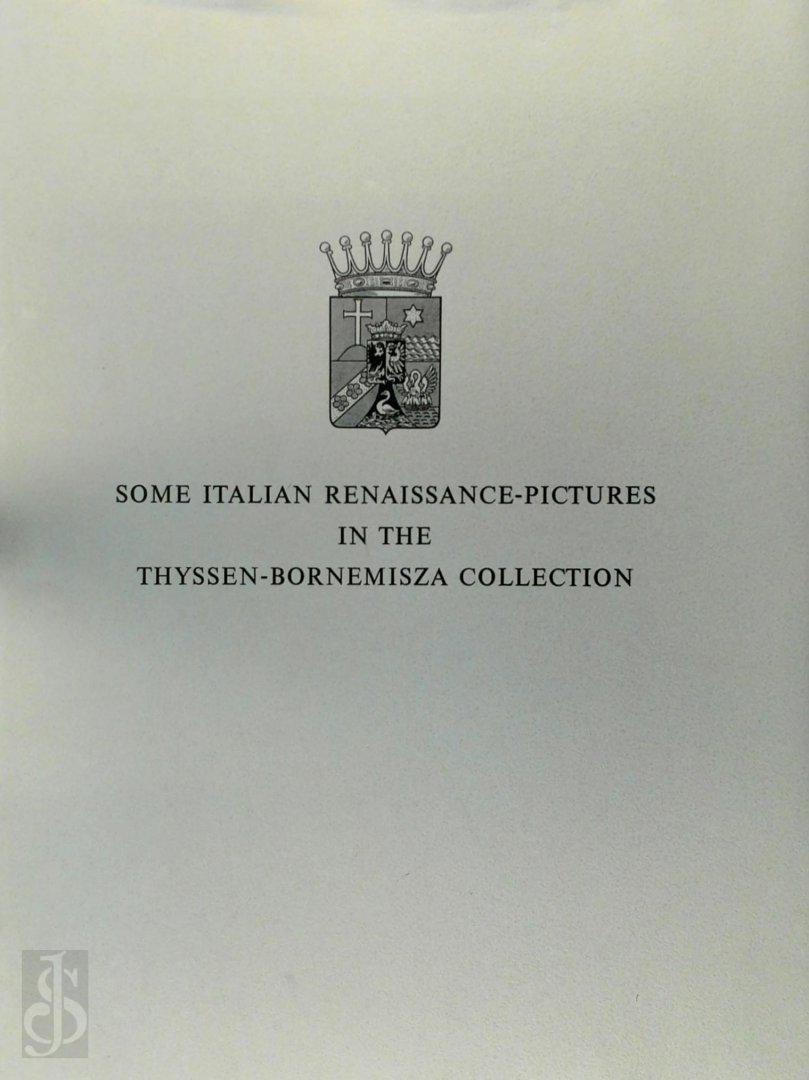 SOME ITALIAN RENAISSANCE-PICTURES
IN THE
THYSSEN-BORNEMISZA COLLECTION